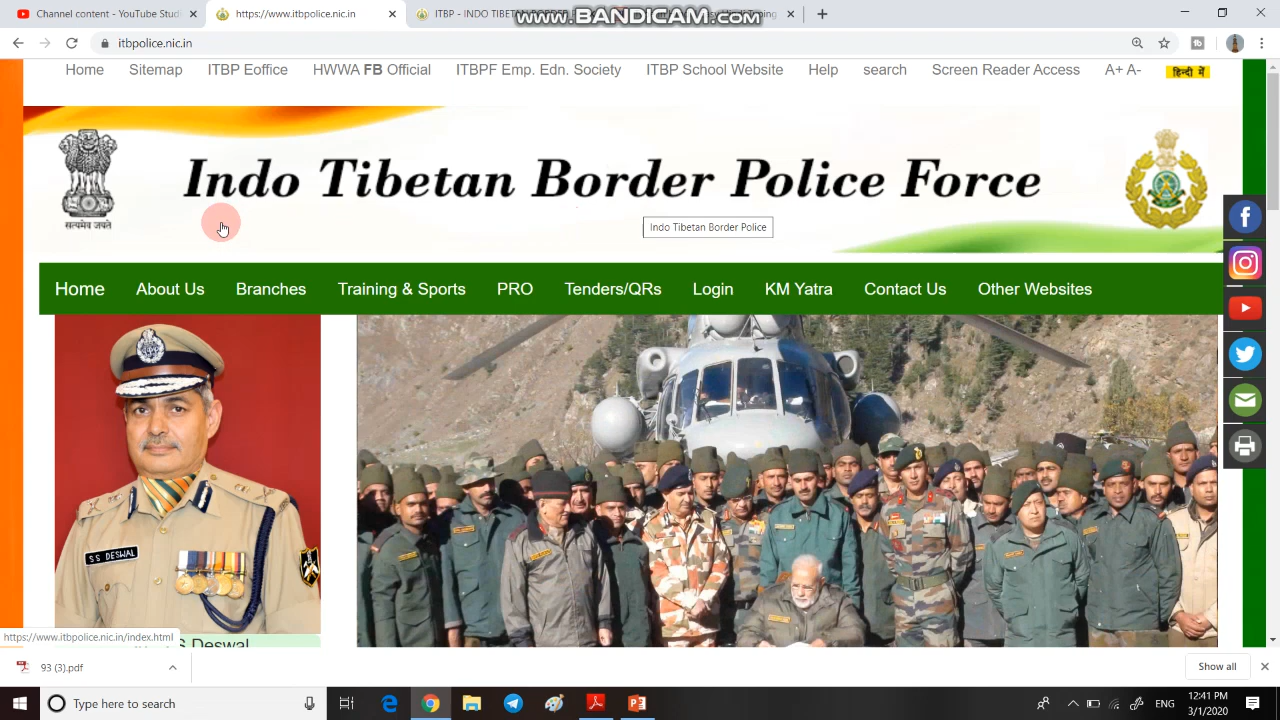 Channel content - YouTube Studi
https://www.itbpolice.nic.in
ITBP - INDO TIBETAN BORDER
www.BANDICAM.com
itbpolice.nic.in
Home Sitemap ITBP Eoffice HWWA FB Official ITBPF Emp. Edn. Society ITBP School Website Help search Screen Reader Access A+ A- हिन्दी में
Indo Tibetan Border Police Force
सत्यमेव जयते
Indo Tibetan Border Police
Home About Us Branches Training & Sports PRO Tenders/QRs Login KM Yatra Contact Us Other Websites
S S DESWAL
https://www.itbpolice.nic.in/index.html
S Deswal
93 (3).pdf
Show all
Type here to search
ENG
12:41 PM
3/1/2020